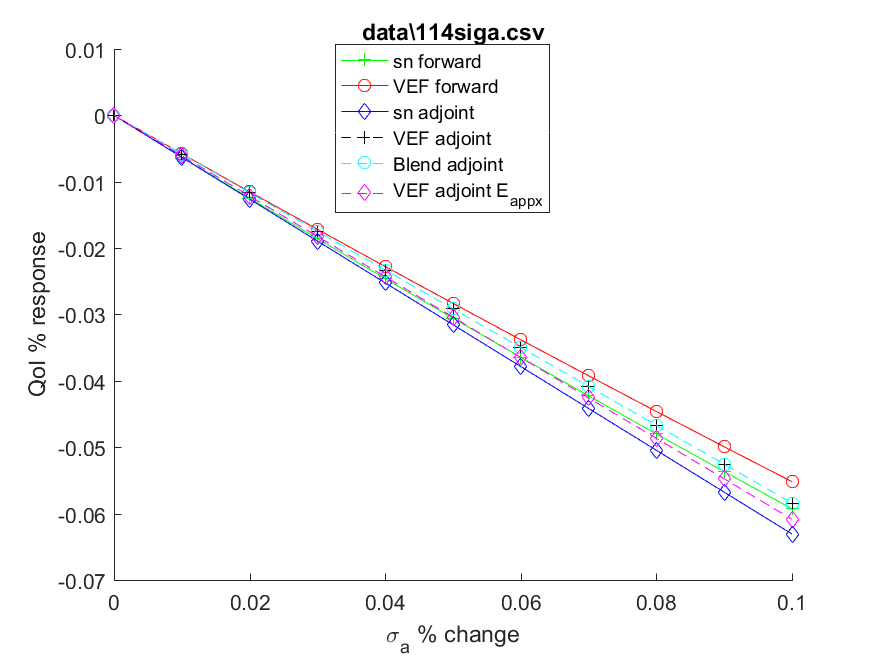 data\114siga.csv
sn forward
VEF forward
sn adjoint
VEF adjoint
Blend adjoint
VEF adjoint E_appx
0.01
0
-0.01
-0.02
-0.03
-0.04
-0.05
-0.06
-0.07
QoI % response
0 0.02 0.04 0.06 0.08 0.1
σ_a % change